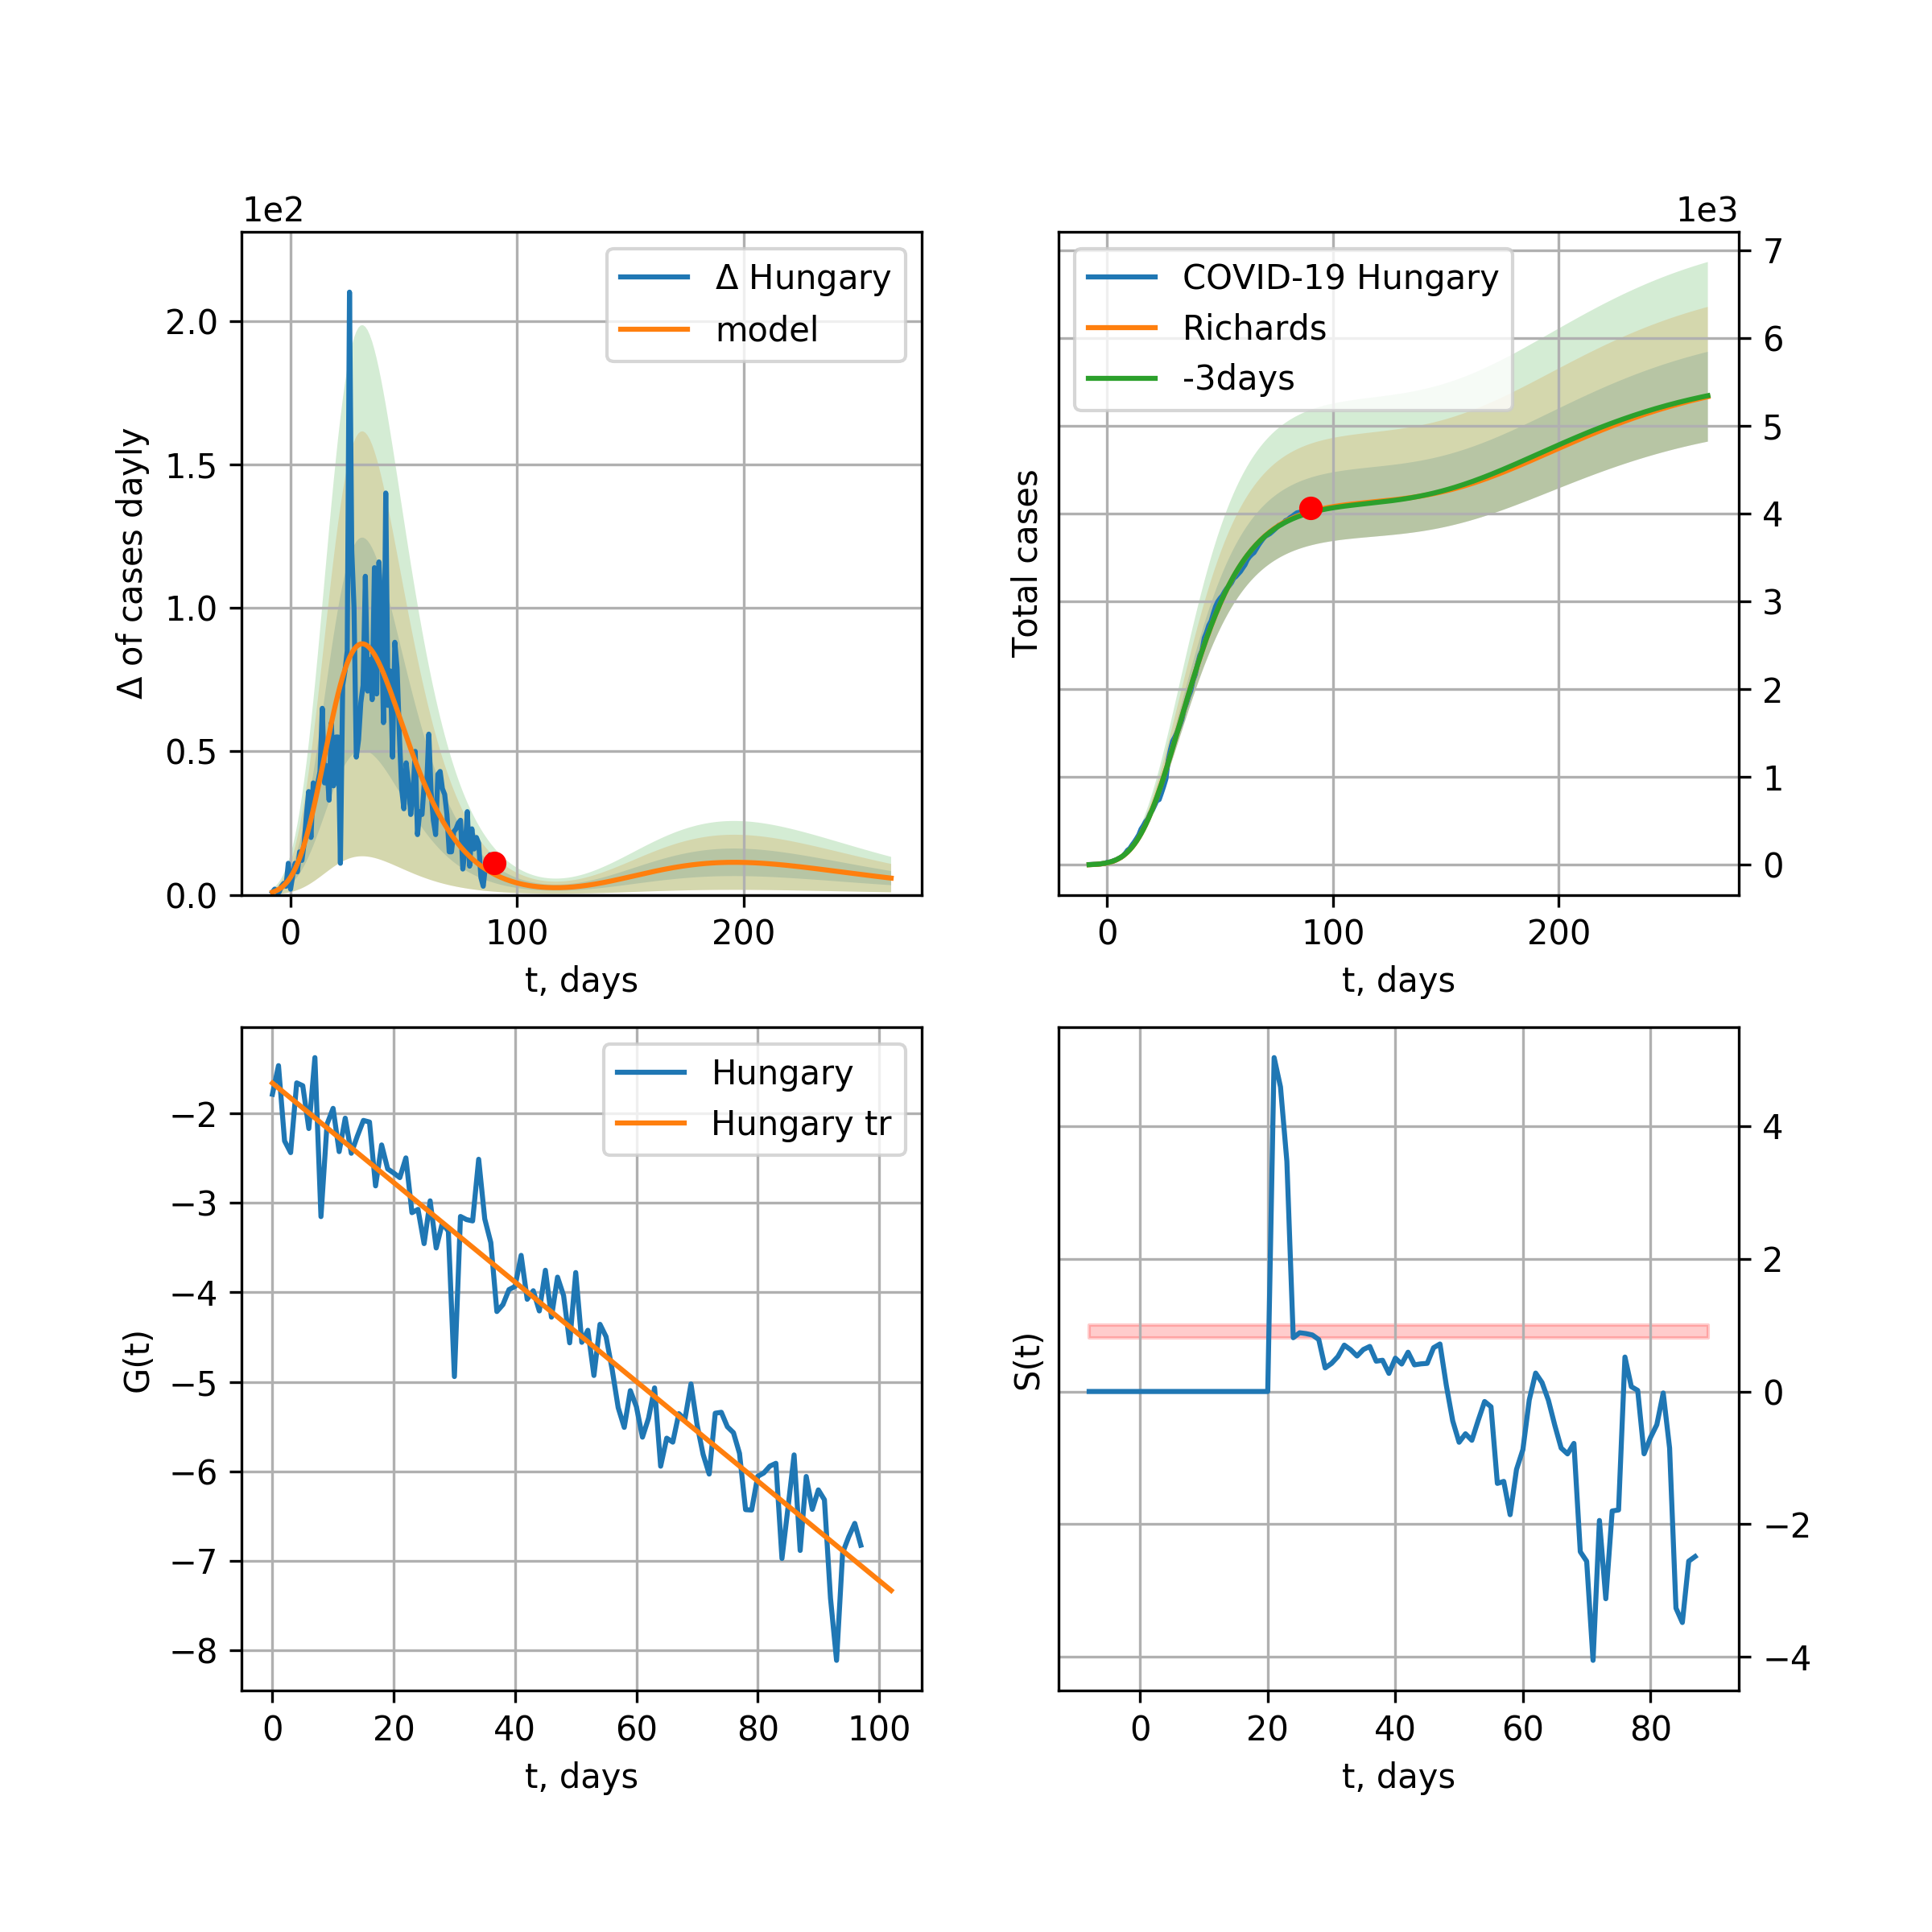 1e2
Δ of cases dayly
2.0
1.5
1.0
0.5
0.0
0 100 200
t, days
Δ Hungary
model
1e3
Total cases
7
6
5
4
3
2
1
0
0 100 200
t, days
COVID-19 Hungary
Richards
-3days
G(t)
−2
−3
−4
−5
−6
−7
−8
0 20 40 60 80 100
t, days
Hungary
Hungary tr
S(t)
4
2
0
−2
−4
0 20 40 60 80
t, days